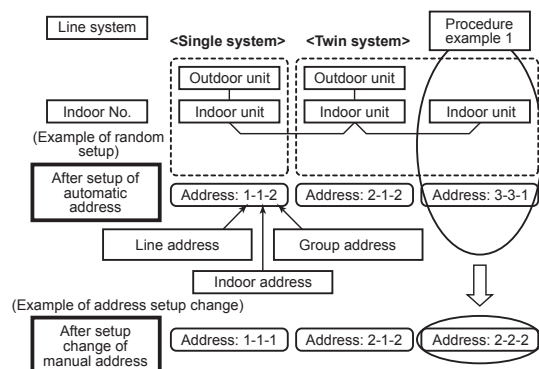 Line system
<Single system>
<Twin system>
Procedure
example 1
Outdoor unit
Outdoor unit
Indoor No.
Indoor unit
Indoor unit
Indoor unit
(Example of random
setup)
After setup of
automatic
address
Address: 1-1-2
Address: 2-1-2
Address: 3-3-1
Line address
Group address
Indoor address
(Example of address setup change)
After setup
change of
manual address
Address: 1-1-1
Address: 2-1-2
Address: 2-2-2